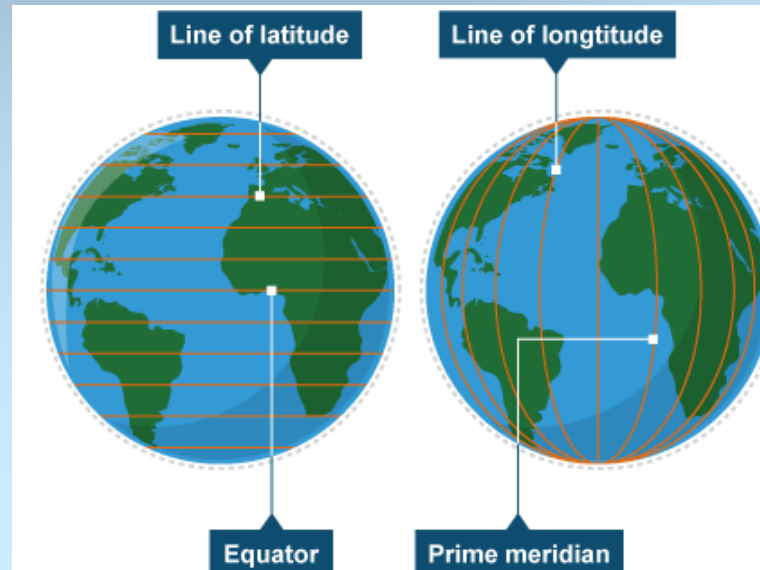 Line of latitude
Line of longtitude
Equator
Prime meridian